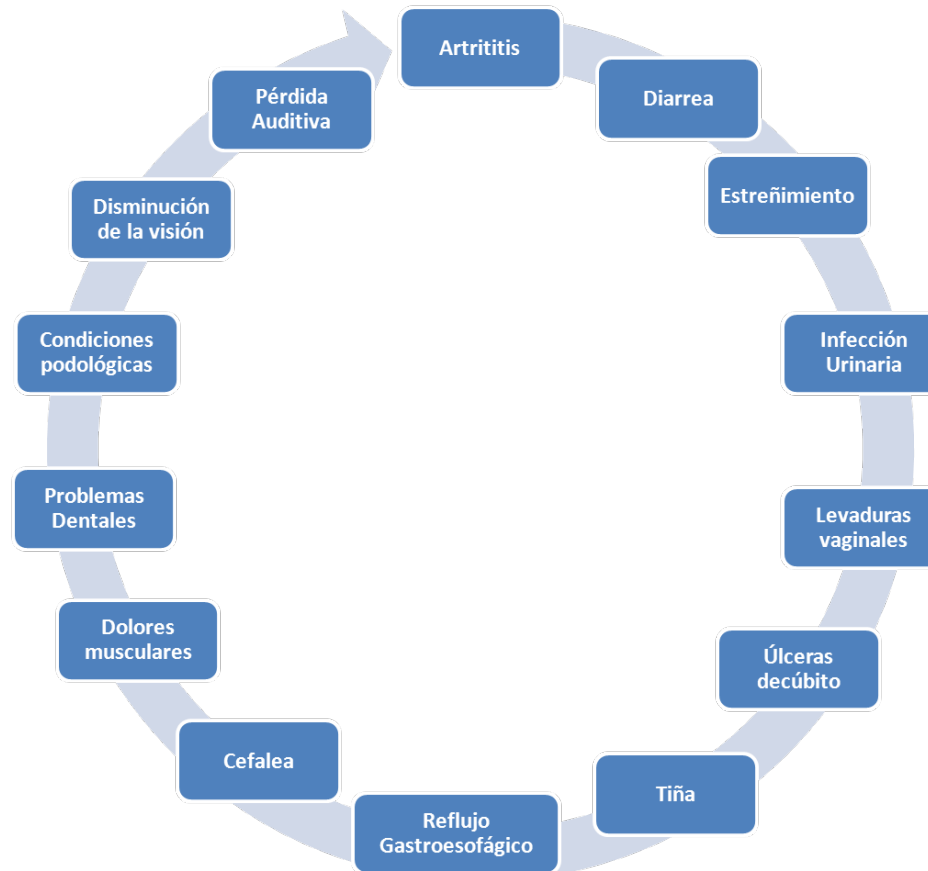 Artrititis
Diarrea
Estreñimiento
Infección
Urinaria
Levaduras
vaginales
Úlceras
decúbito
Tiña
Reflujo
Gastroesofágico
Cefalea
Dolores
musculares
Problemas
Dentales
Condiciones
podológicas
Disminución
de la visión
Pérdida
Auditiva